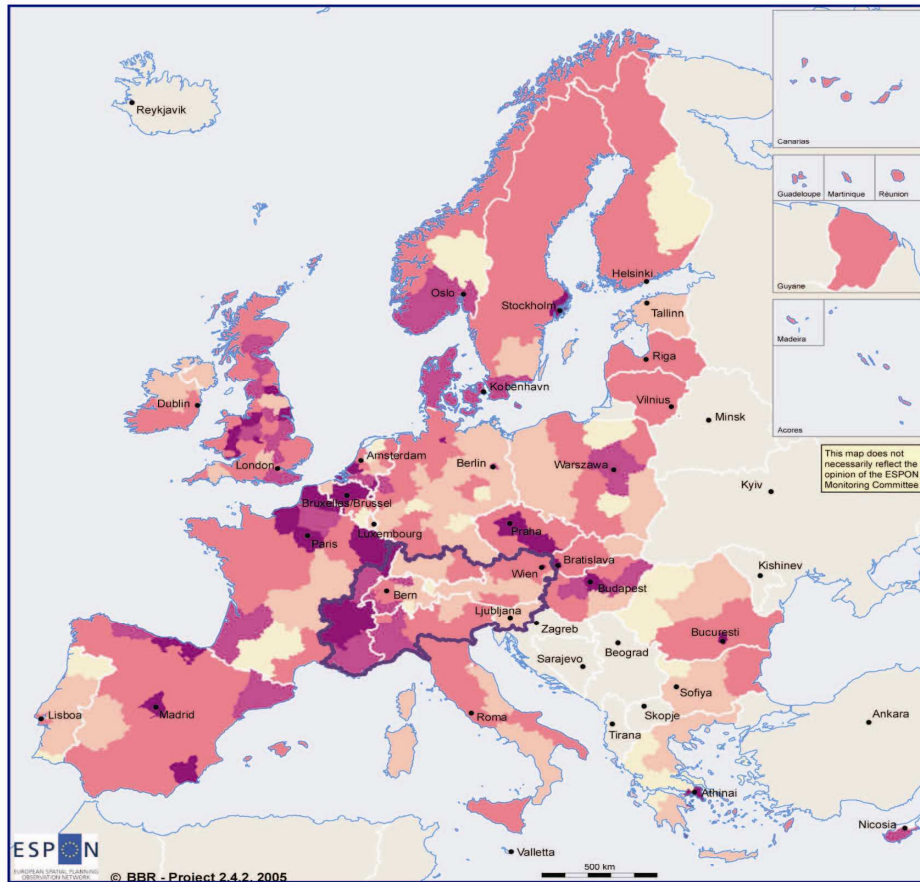 Reykjavik
Canarias
Guadeloupe
Martinique
Réunion
Guyane
Madeira
Acores
This map does not
necessarily reflect the
opinion of the ESPON
Monitoring Committee
Helsinki
Oslo
Stockholm
Tallinn
Riga
Kobenhavn
Vilnius
Minsk
Dublin
London
Amsterdam
Berlin
Warszawa
Bruxelles/Brussel
Kyiv
Luxembourg
Praha
Paris
Kishinev
Wien
Bratislava
Budapest
Bern
Ljubljana
Zagreb
Beograd
Bucuresti
Sarajevo
Sofiya
Skopje
Tirana
Ankara
Lisboa
Madrid
Roma
Athinai
Nicosia
Valletta
ESPON
EUROPEAN SPATIAL PLANNING
OBSERVATION NETWORK
© BBR - Project 2.4.2, 2005
500 km